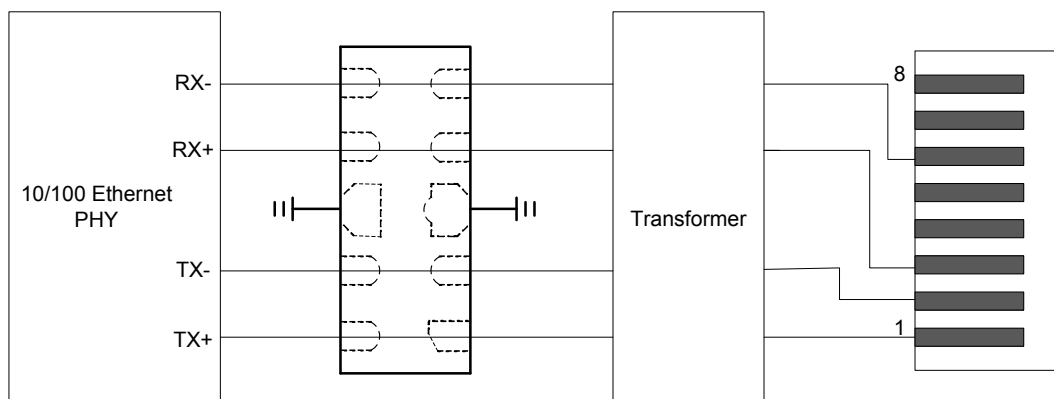 RX-
8
RX+
10/100 Ethernet
PHY
Transformer
TX-
TX+
1